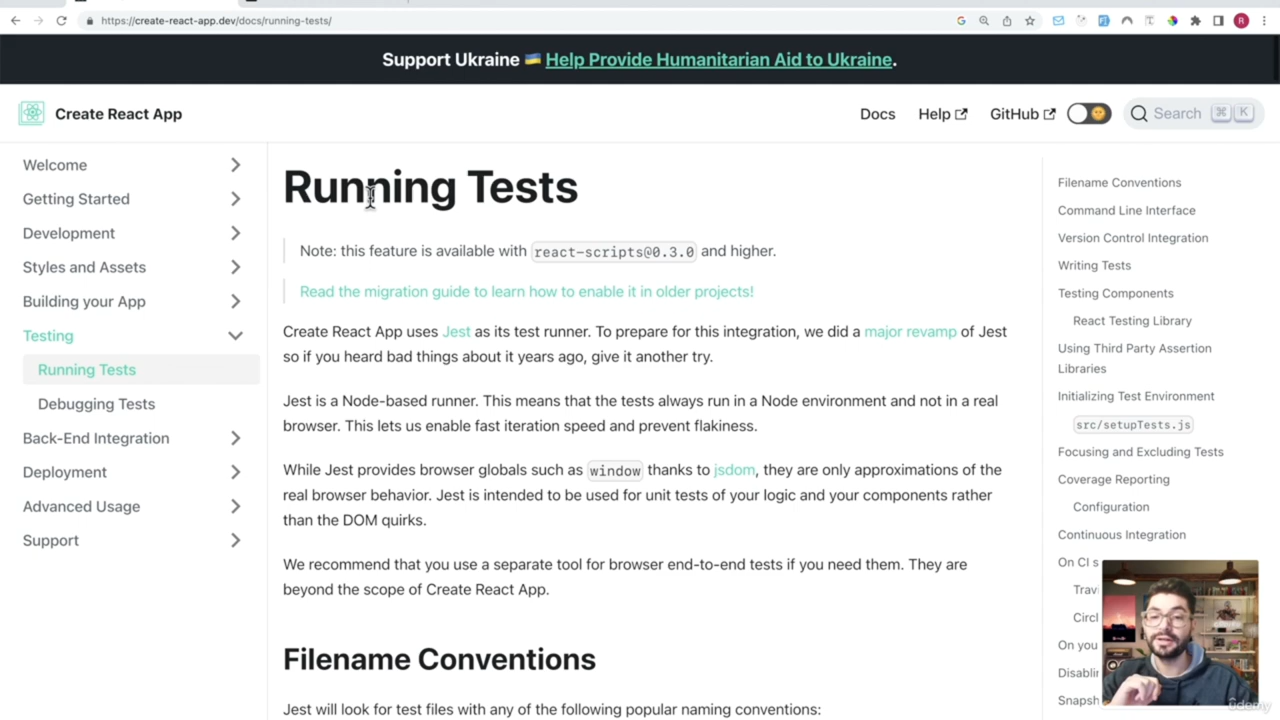 https://create-react-app.dev/docs/running-tests/
R
Support Ukraine 🇺🇦 Help Provide Humanitarian Aid to Ukraine.
Create React App
Docs
Help
GitHub
Search ⌘ K
Welcome
Getting Started
Development
Styles and Assets
Building your App
Testing
Running Tests
Debugging Tests
Back-End Integration
Deployment
Advanced Usage
Support
Running Tests
Note: this feature is available with react-scripts@0.3.0 and higher.
Read the migration guide to learn how to enable it in older projects!
Create React App uses Jest as its test runner. To prepare for this integration, we did a major revamp of Jest
so if you heard bad things about it years ago, give it another try.
Jest is a Node-based runner. This means that the tests always run in a Node environment and not in a real
browser. This lets us enable fast iteration speed and prevent flakiness.
While Jest provides browser globals such as window thanks to jsdom, they are only approximations of the
real browser behavior. Jest is intended to be used for unit tests of your logic and your components rather
than the DOM quirks.
We recommend that you use a separate tool for browser end-to-end tests if you need them. They are
beyond the scope of Create React App.
Filename Conventions
Jest will look for test files with any of the following popular naming conventions:
Filename Conventions
Command Line Interface
Version Control Integration
Writing Tests
Testing Components
React Testing Library
Using Third Party Assertion
Libraries
Initializing Test Environment
src/setupTests.js
Focusing and Excluding Tests
Coverage Reporting
Configuration
Continuous Integration
On CI s
Trav
Circl
On you
Disablin
Snapsh
ûdemy